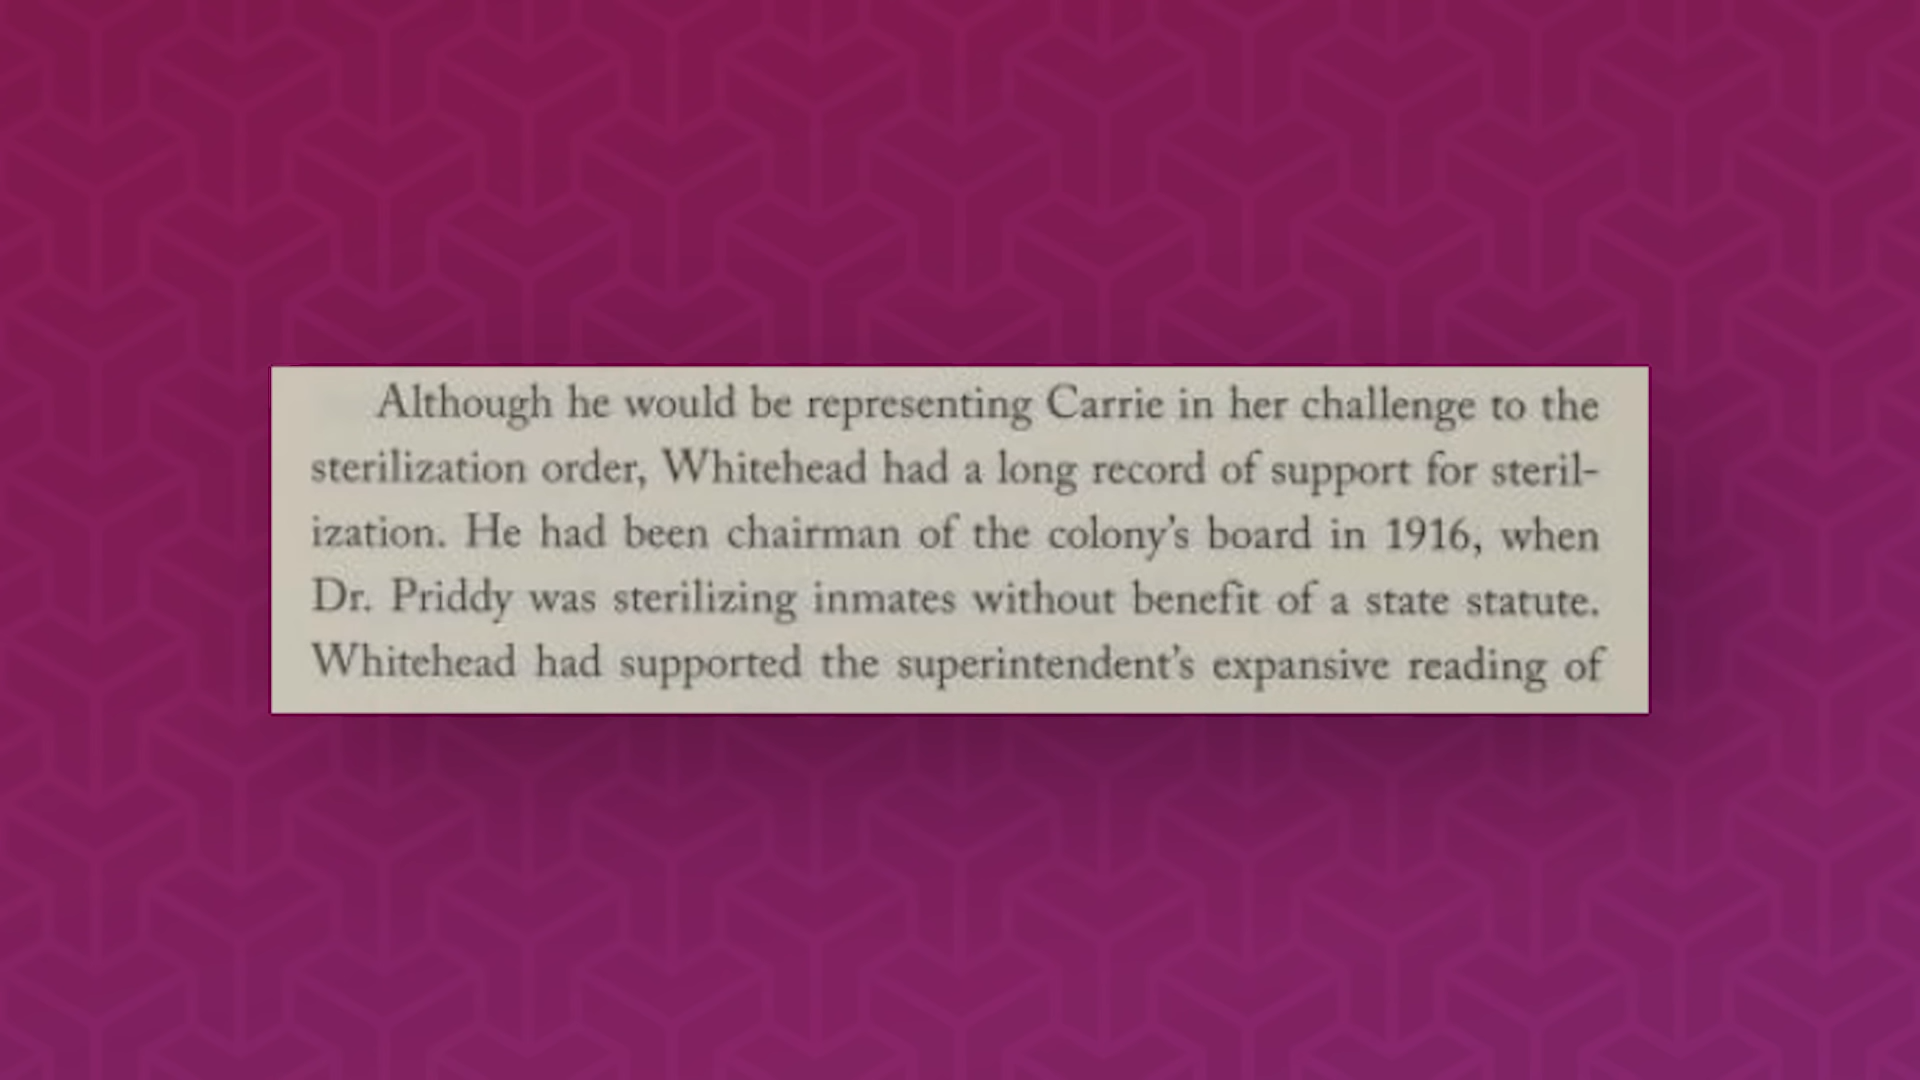 Although he would be representing Carrie in her challenge to the
sterilization order, Whitehead had a long record of support for steril-
ization. He had been chairman of the colony's board in 1916, when
Dr. Priddy was sterilizing inmates without benefit of a state statute.
Whitehead had supported the superintendent's expansive reading of